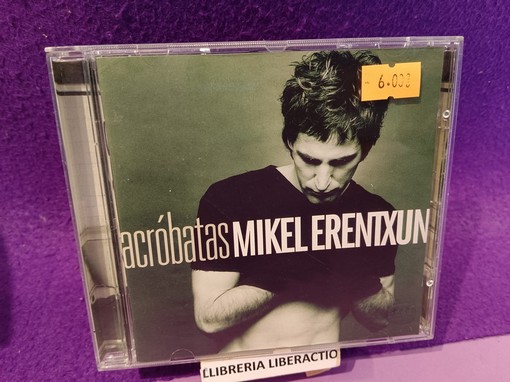 6.00€
acróbatas MIKEL ERENTXUN
LLIBRERIA LIBERACTIO